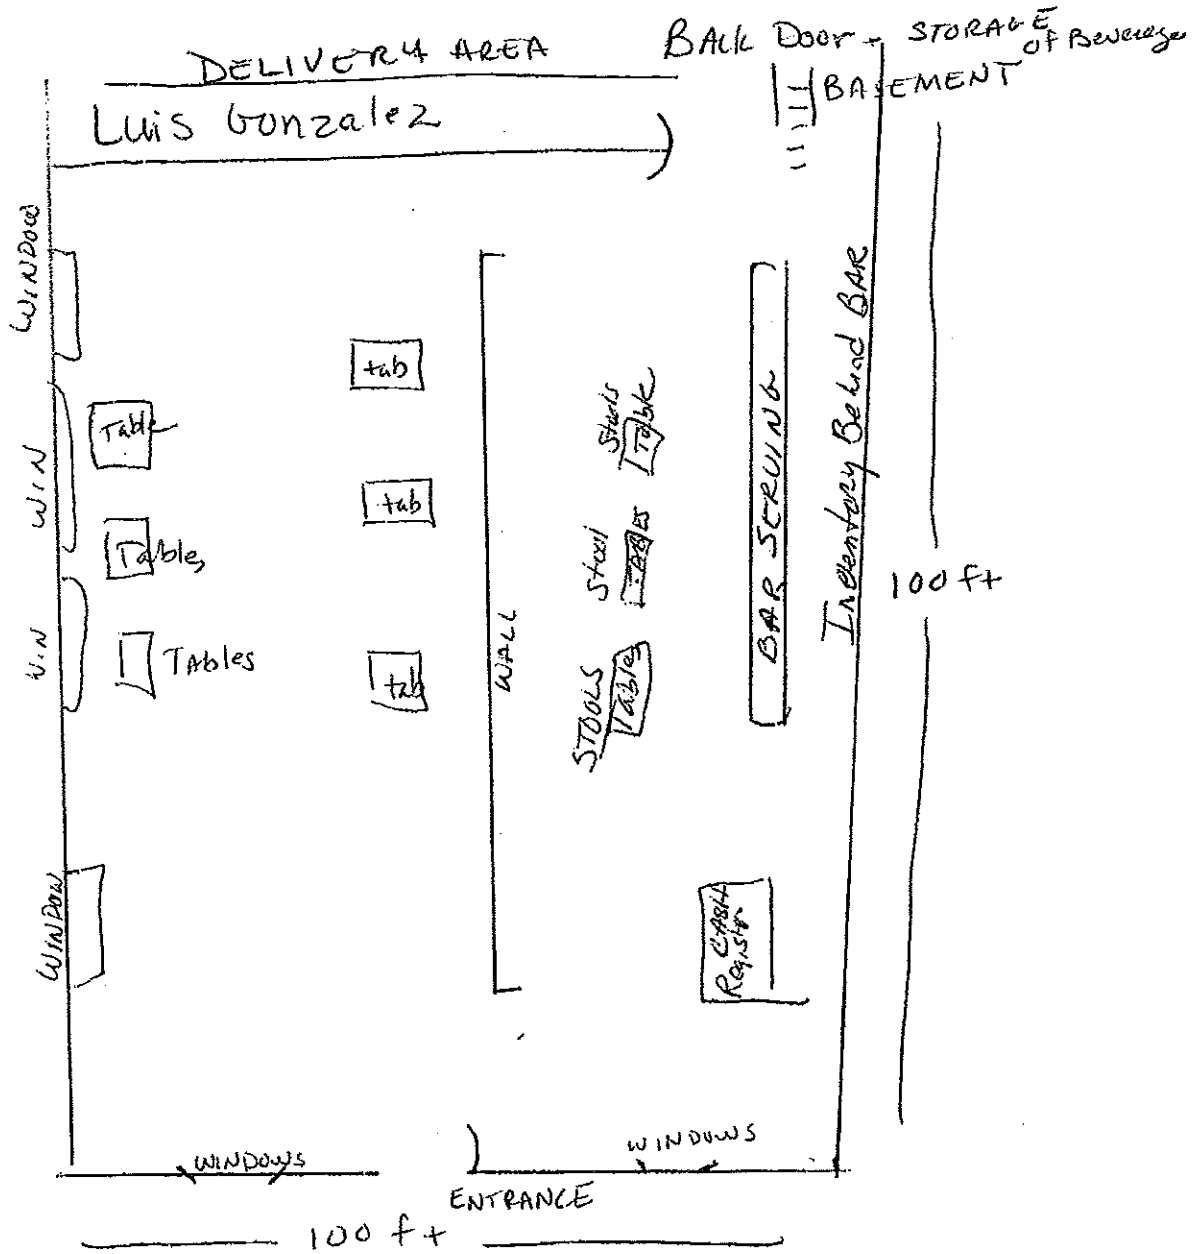 DELIVERY AREA
BACK Door - STORAGE
of Beverage
BASEMENT
Luis Gonzalez
WINDOW
tab
Stools
Table
Table
BAR SERVING
Inventory Behind BAR
WIN
tab
Stool
Tables
100 ft
WIN
Tables
WALL
tab
STOOLS
Table
WINDOW
CASH
Registr
WINDOWS
WINDOWS
ENTRANCE
100 ft